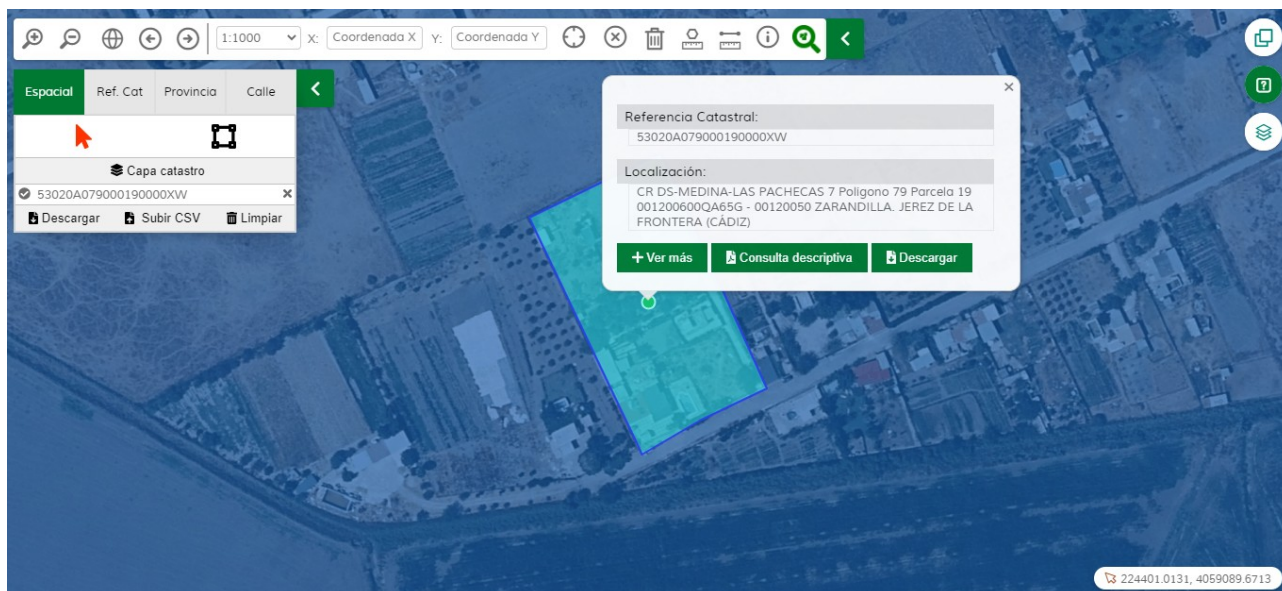 1:1000
X:
Coordenada X
Y:
Coordenada Y
Espacial
Ref. Cat
Provincia
Calle
Capa catastro
53020A079000190000XW
Descargar
Subir CSV
Limpiar
Referencia Catastral:
53020A079000190000XW
Localización:
CR DS-MEDINA-LAS PACHECAS 7 Poligono 79 Parcela 19
001200600QA65G - 00120050 ZARANDILLA. JEREZ DE LA
FRONTERA (CÁDIZ)
Ver más
Consulta descriptiva
Descargar
224401.0131, 4059089.6713